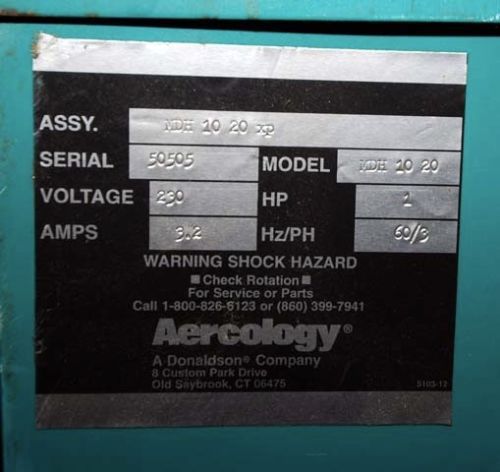 ASSY. MDH 10 20 xp
SERIAL 50505 MODEL MDH 10 20
VOLTAGE 230 HP 1
AMPS 3.2 Hz/PH 60/3
WARNING SHOCK HAZARD
■ Check Rotation ■
For Service or Parts
Call 1-800-826-6123 or (860) 399-7941
Aercology®
A Donaldson® Company
8 Custom Park Drive
Old Saybrook, CT 06475
5103-12